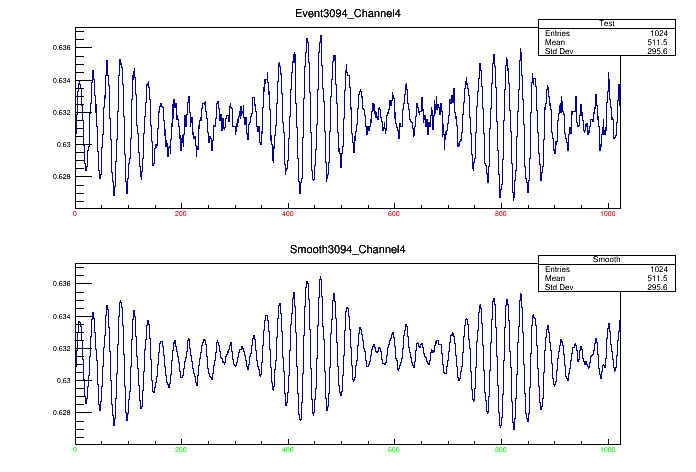 Event3094_Channel4
Test
Entries 1024
Mean 511.5
Std Dev 295.6
0.636
0.634
0.632
0.63
0.628
0 200 400 600 800 1000
Smooth3094_Channel4
Smooth
Entries 1024
Mean 511.5
Std Dev 295.6
0.636
0.634
0.632
0.63
0.628
0 200 400 600 800 1000